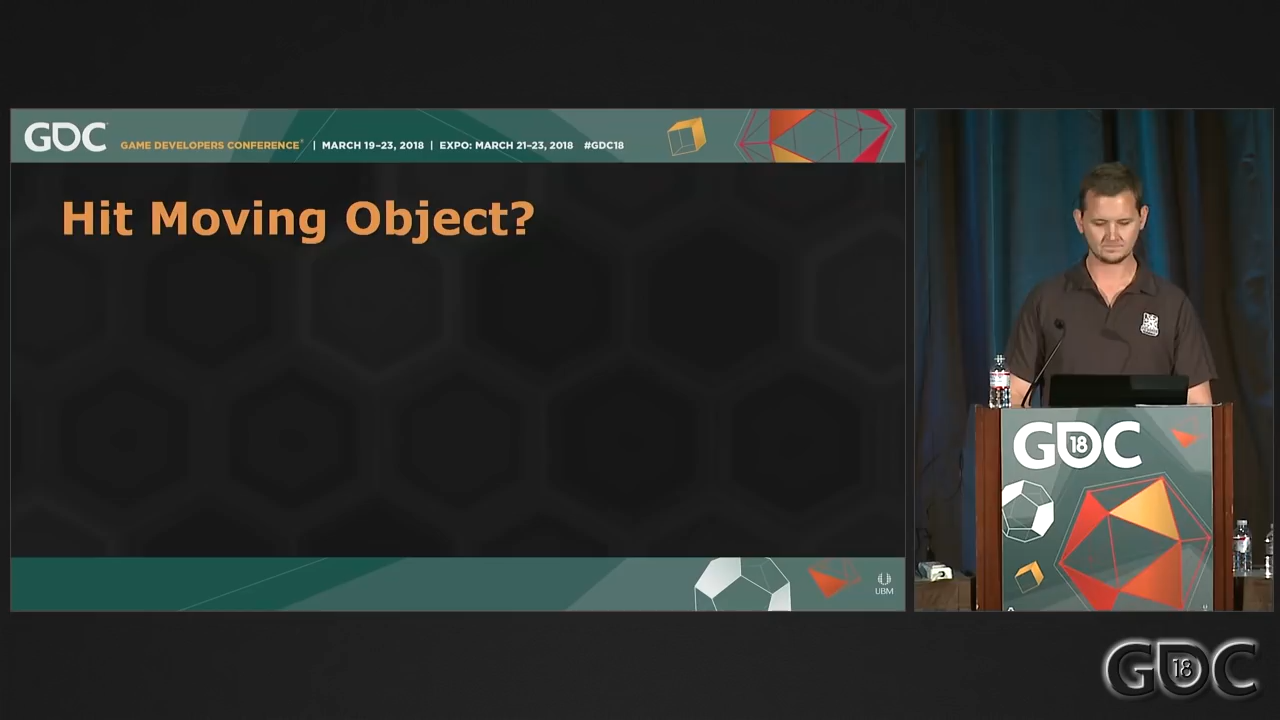 GDC
GAME DEVELOPERS CONFERENCE® | MARCH 19–23, 2018 | EXPO: MARCH 21–23, 2018 #GDC18
Hit Moving Object?
UBM
GDC
18
GDC
18